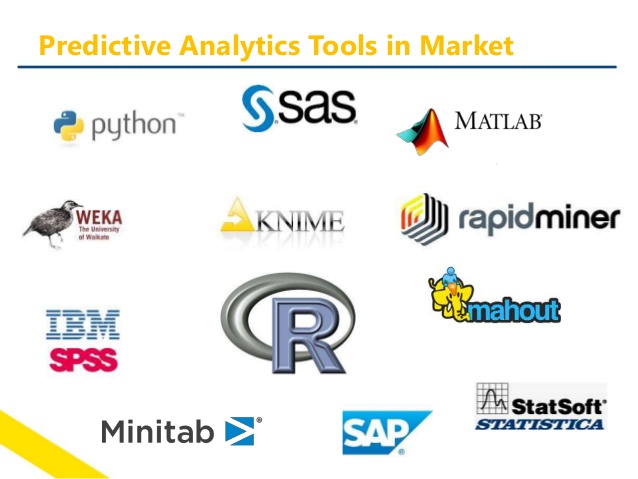 Predictive Analytics Tools in Market
python™
sas®
MATLAB®
WEKA
The University
of Waikato
KNIME
rapidminer
IBM
SPSS
R
mahout
Minitab®
SAP®
StatSoft®
STATISTICA